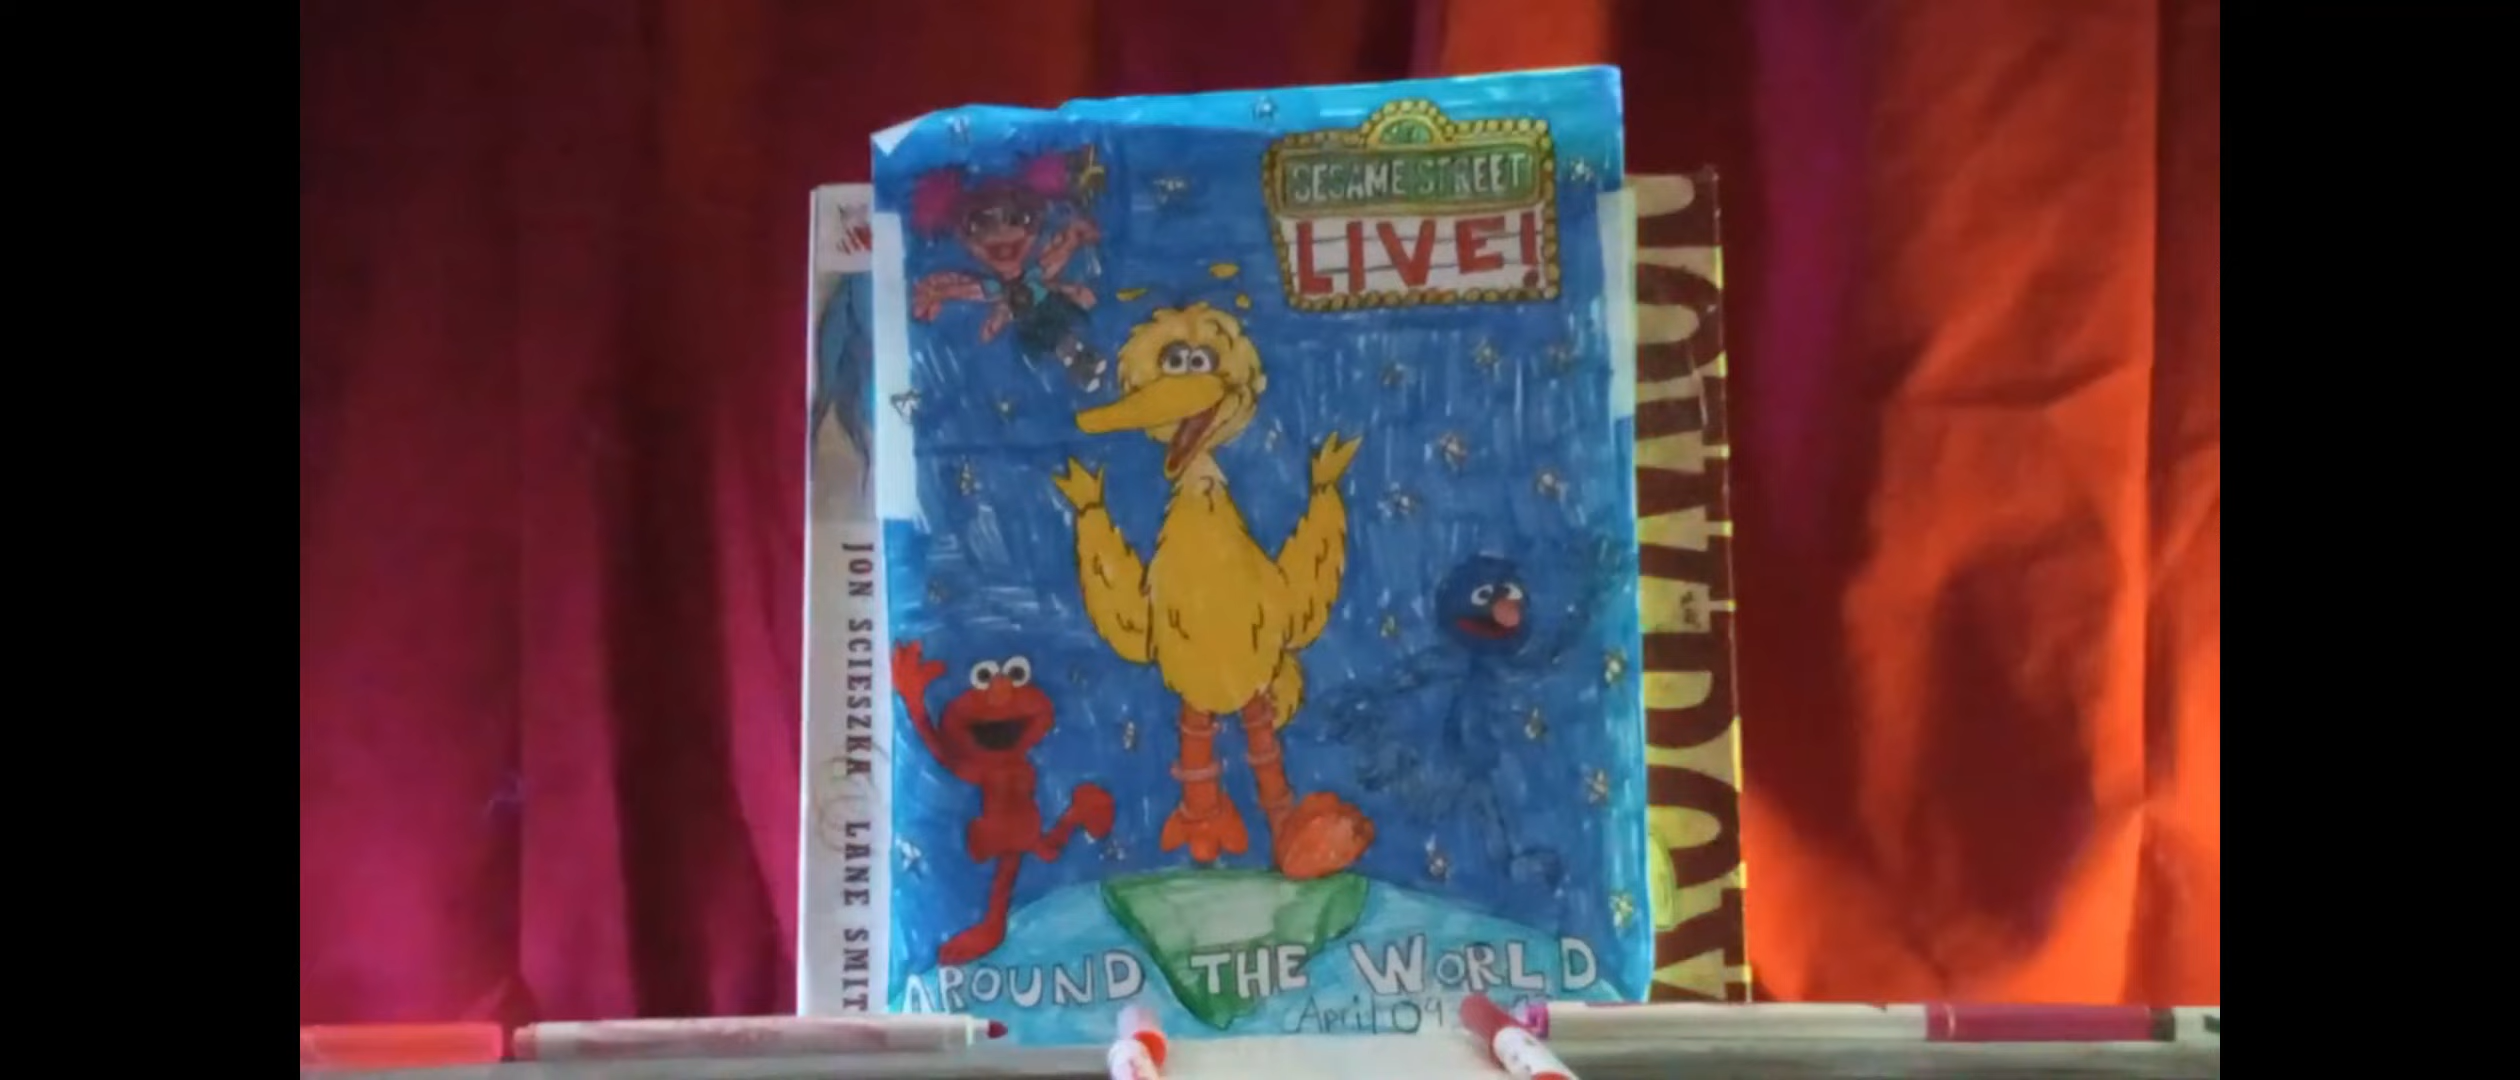 SESAME STREET
LIVE!
JON SCIESZKA LANE SMIT
AROUND THE WORLD
April 09